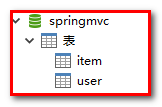 springmvc
表
item
user